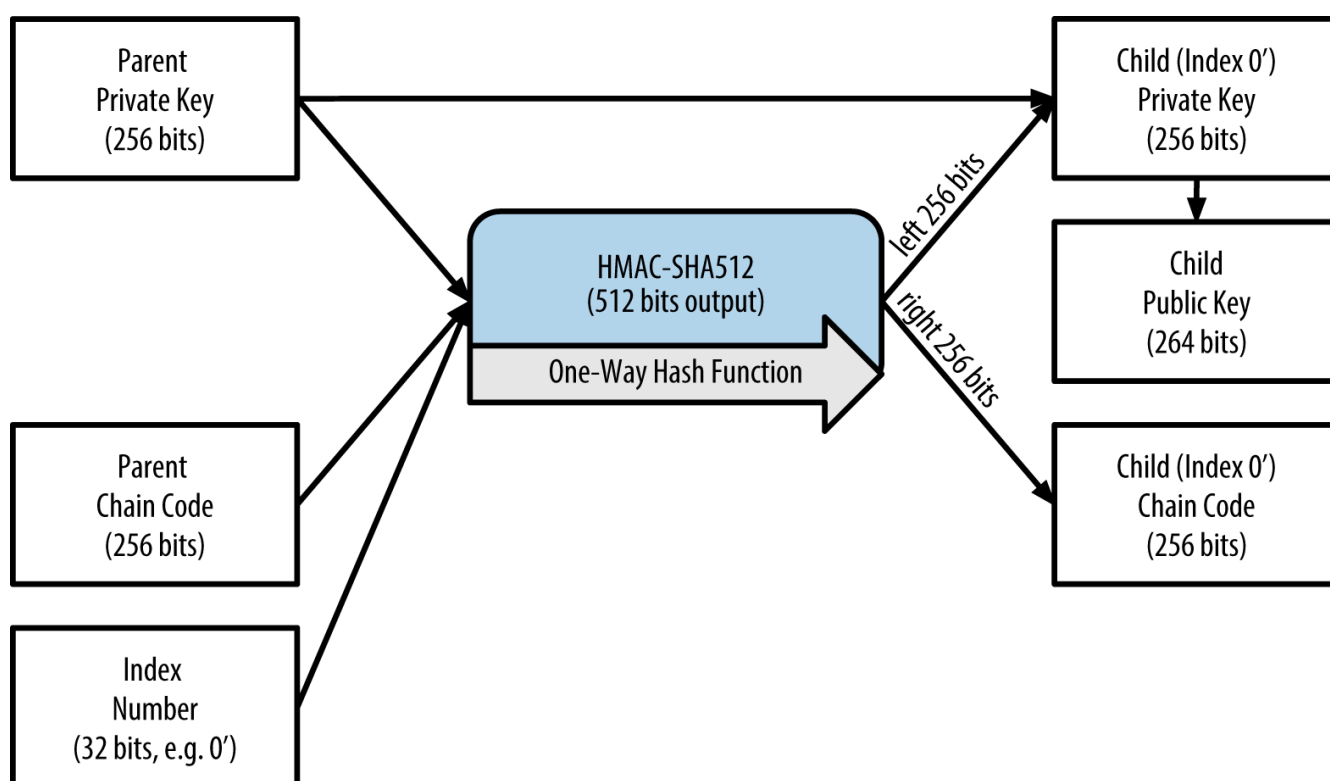 Parent
Private Key
(256 bits)
Child (Index 0’)
Private Key
(256 bits)
left 256 bits
HMAC-SHA512
(512 bits output)
One-Way Hash Function
right 256 bits
Child
Public Key
(264 bits)
Parent
Chain Code
(256 bits)
Child (Index 0’)
Chain Code
(256 bits)
Index
Number
(32 bits, e.g. 0’)